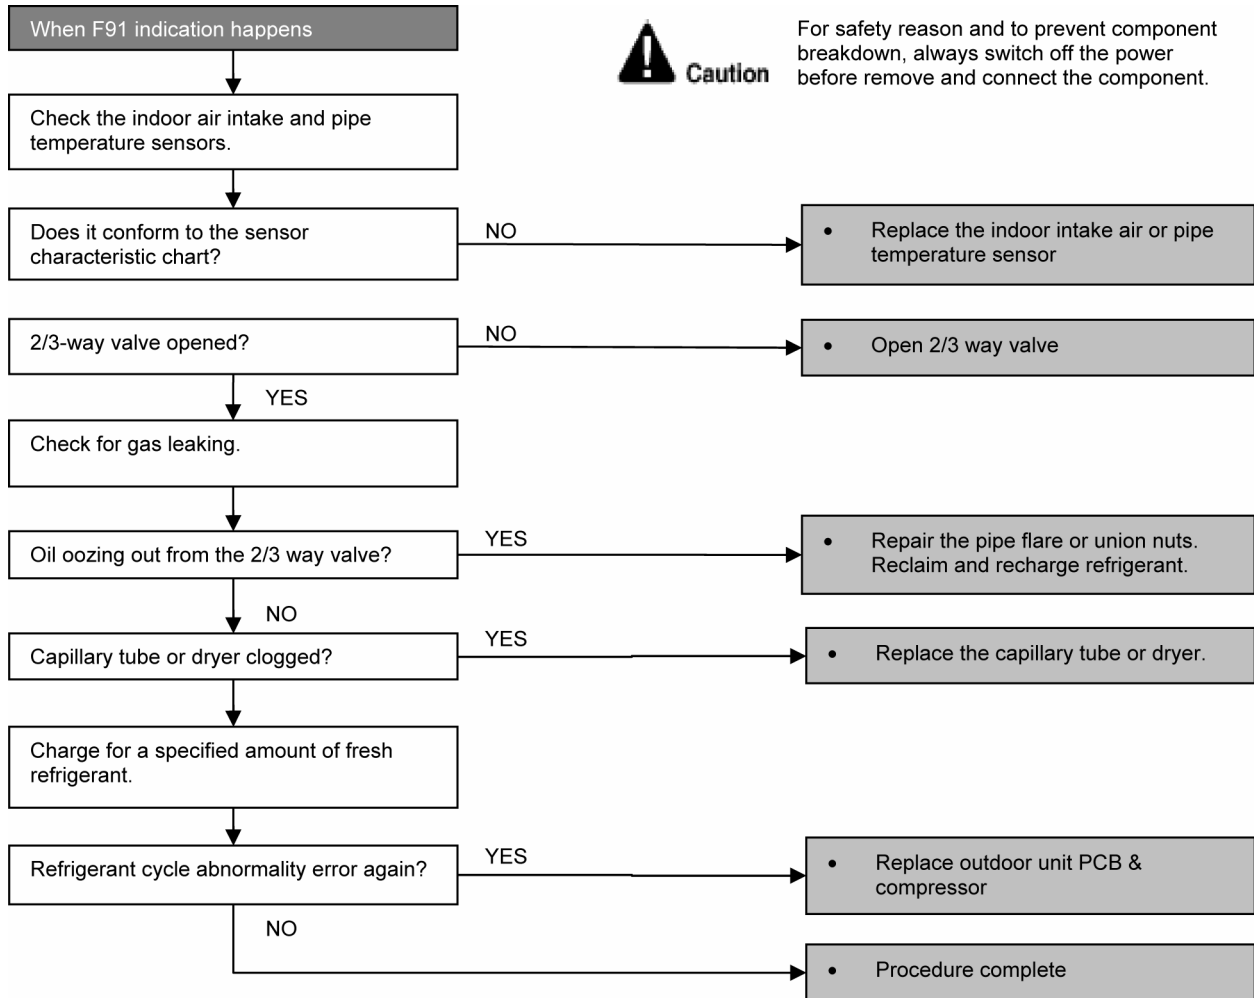 When F91 indication happens
Caution
For safety reason and to prevent component
breakdown, always switch off the power
before remove and connect the component.
Check the indoor air intake and pipe
temperature sensors.
Does it conform to the sensor
characteristic chart?
NO
• Replace the indoor intake air or pipe
temperature sensor
2/3-way valve opened?
NO
• Open 2/3 way valve
YES
Check for gas leaking.
Oil oozing out from the 2/3 way valve?
YES
• Repair the pipe flare or union nuts.
Reclaim and recharge refrigerant.
NO
Capillary tube or dryer clogged?
YES
• Replace the capillary tube or dryer.
Charge for a specified amount of fresh
refrigerant.
Refrigerant cycle abnormality error again?
YES
• Replace outdoor unit PCB &
compressor
NO
• Procedure complete